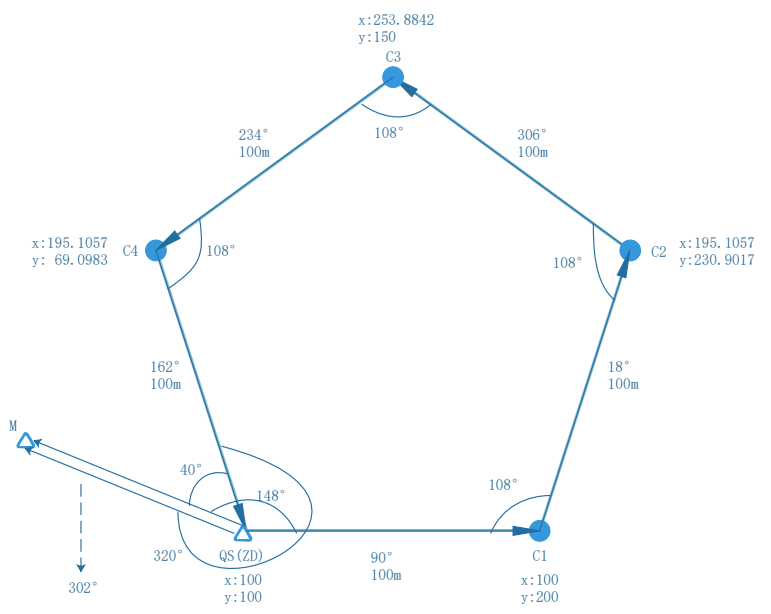 x:253.8842
y:150
C3
108°
234°
100m
306°
100m
x:195.1057
y: 69.0983
C4
108°
108°
C2
x:195.1057
y:230.9017
162°
100m
18°
100m
M
40°
148°
108°
320°
QS(ZD)
90°
100m
C1
302°
x:100
y:100
x:100
y:200